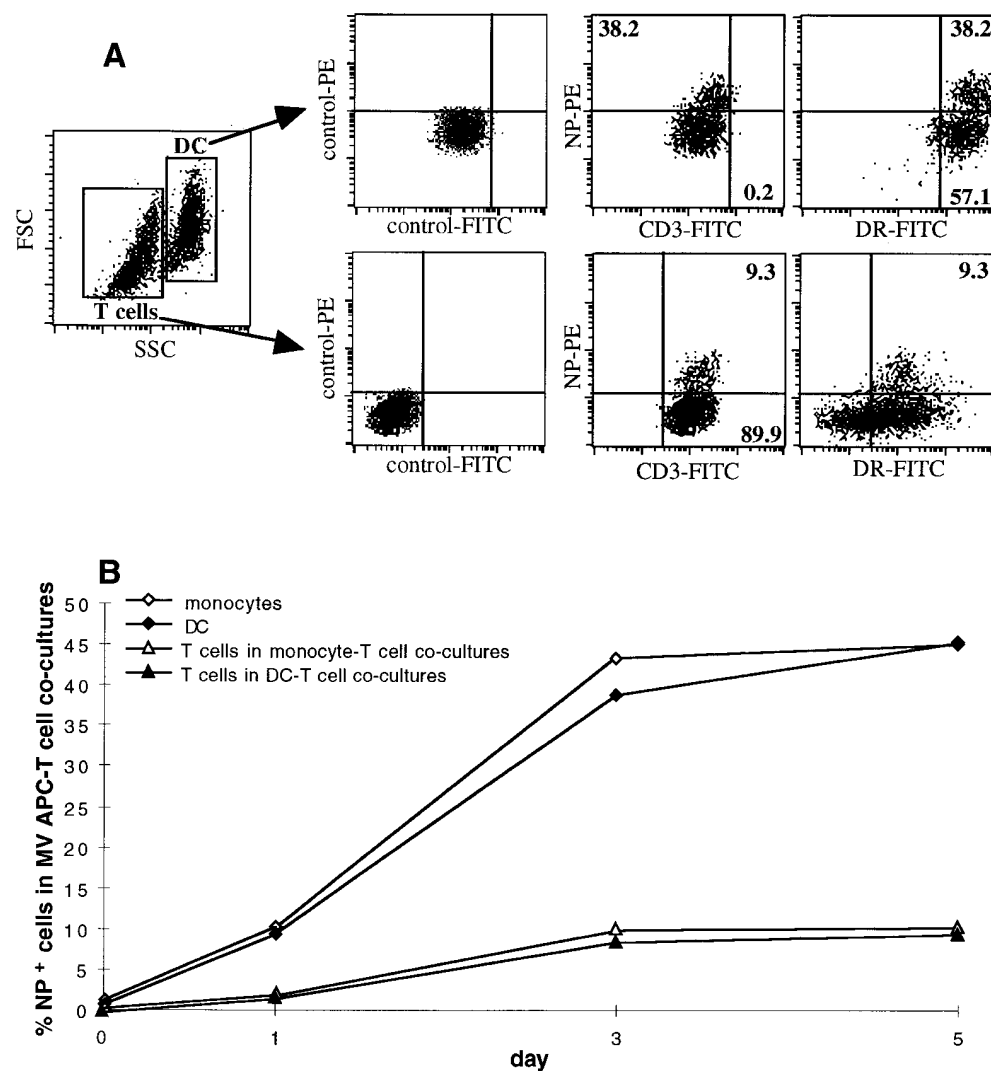 A
DC
FSC
T cells
SSC
control-PE
control-FITC
38.2
NP-PE
0.2
CD3-FITC
38.2
57.1
DR-FITC
control-PE
control-FITC
9.3
NP-PE
89.9
CD3-FITC
9.3
DR-FITC
B
% NP + cells in MV APC-T cell co-cultures
monocytes
DC
T cells in monocyte-T cell co-cultures
T cells in DC-T cell co-cultures
50
45
40
35
30
25
20
15
10
5
0
0 1 3 5
day